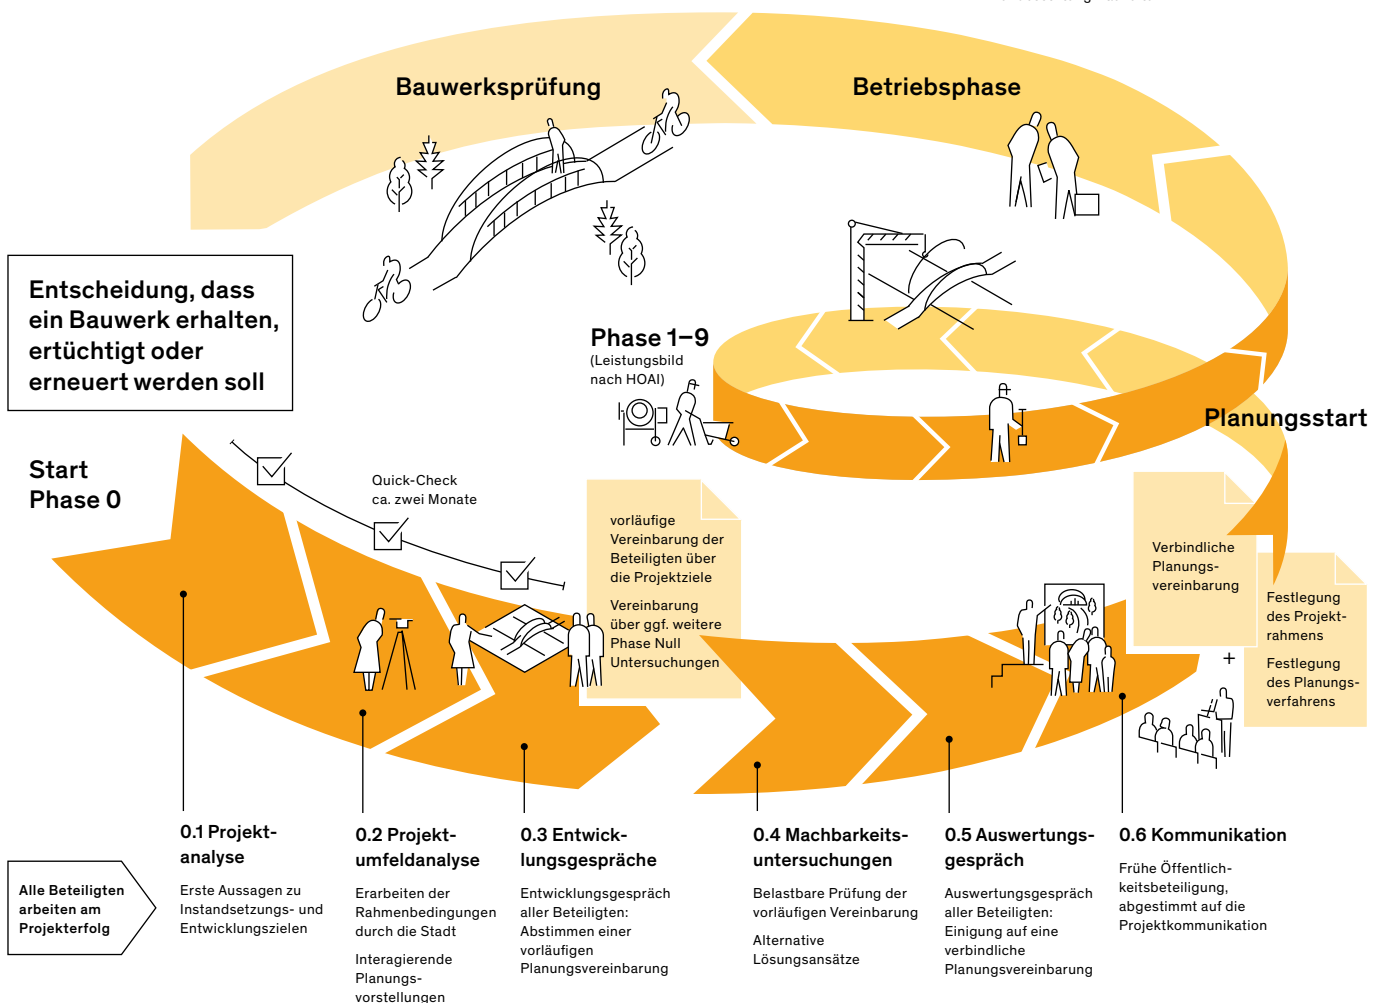 Bauwerksprüfung
Betriebsphase
Entscheidung, dass
ein Bauwerk erhalten,
ertüchtigt oder
erneuert werden soll
Phase 1–9
(Leistungsbild
nach HOAI)
Planungsstart
Start
Phase 0
Quick-Check
ca. zwei Monate
vorläufige
Vereinbarung der
Beteiligten über
die Projektziele
Vereinbarung
über ggf. weitere
Phase Null
Untersuchungen
Verbindliche
Planungs-
vereinbarung
+
Festlegung
des Projekt-
rahmens
Festlegung
des Planungs-
verfahrens
Alle Beteiligten
arbeiten am
Projekterfolg
0.1 Projekt-
analyse
Erste Aussagen zu
Instandsetzungs- und
Entwicklungszielen
0.2 Projekt-
umfeldanalyse
Erarbeiten der
Rahmenbedingungen
durch die Stadt
Interagierende
Planungs-
vorstellungen
0.3 Entwick-
lungsgespräche
Entwicklungsgespräch
aller Beteiligten:
Abstimmen einer
vorläufigen
Planungsvereinbarung
0.4 Machbarkeits-
untersuchungen
Belastbare Prüfung der
vorläufigen Vereinbarung
Alternative
Lösungsansätze
0.5 Auswertungs-
gespräch
Auswertungsgespräch
aller Beteiligten:
Einigung auf eine
verbindliche
Planungsvereinbarung
0.6 Kommunikation
Frühe Öffentlich-
keitsbeteiligung,
abgestimmt auf die
Projektkommunikation